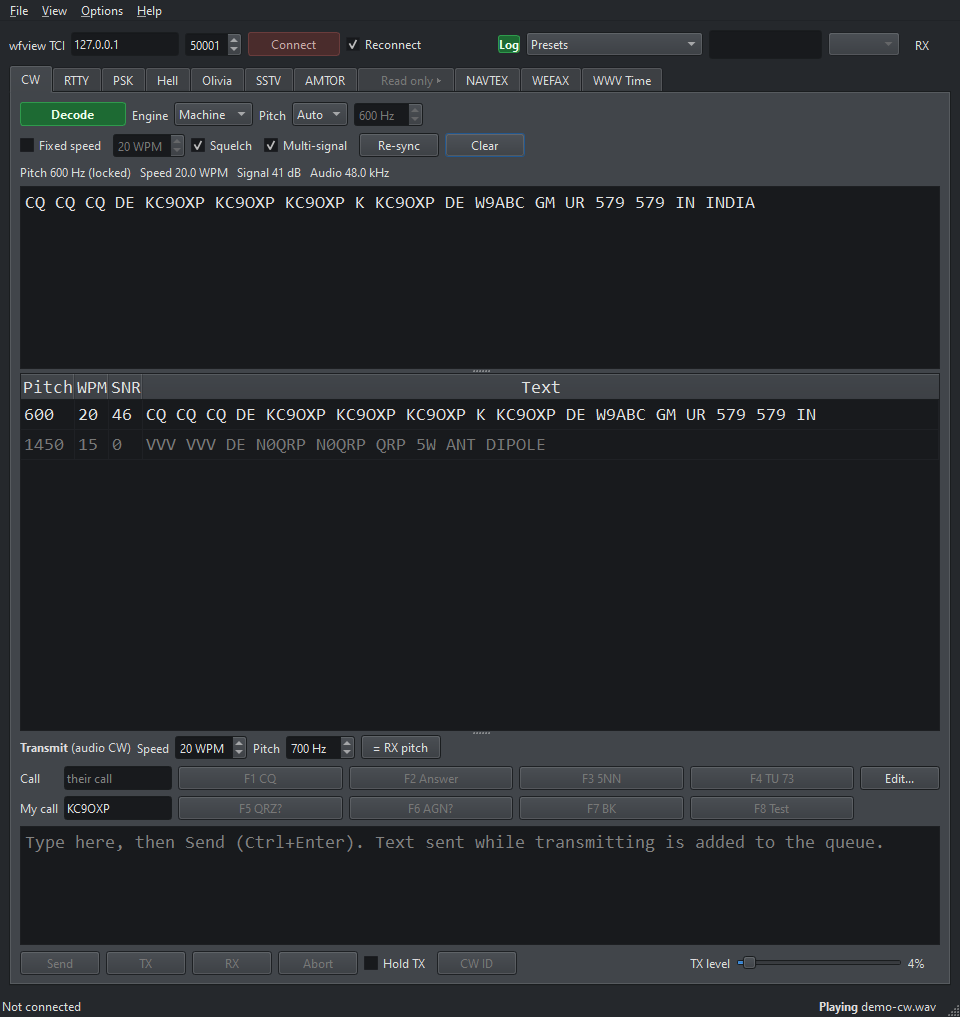 File View Options Help
wfview TCI 127.0.0.1 50001 Connect Reconnect Log Presets RX
CW RTTY PSK Hell Olivia SSTV AMTOR Read only NAVTEX WEFAX WWV Time
Decode Engine Machine Pitch Auto 600 Hz
Fixed speed 20 WPM Squelch Multi-signal Re-sync Clear
Pitch 600 Hz (locked) Speed 20.0 WPM Signal 41 dB Audio 48.0 kHz
CQ CQ CQ DE KC9OXP KC9OXP KC9OXP K KC9OXP DE W9ABC GM UR 579 579 IN INDIA
Pitch WPM SNR Text
600 20 46 CQ CQ CQ DE KC9OXP KC9OXP KC9OXP K KC9OXP DE W9ABC GM UR 579 579 IN
1450 15 0 VVV VVV DE N0QRP N0QRP QRP 5W ANT DIPOLE
Transmit (audio CW) Speed 20 WPM Pitch 700 Hz = RX pitch
Call their call F1 CQ F2 Answer F3 5NN F4 TU 73 Edit...
My call KC9OXP F5 QRZ? F6 AGN? F7 BK F8 Test
Type here, then Send (Ctrl+Enter). Text sent while transmitting is added to the queue.
Send TX RX Abort Hold TX CW ID TX level 4%
Not connected Playing demo-cw.wav